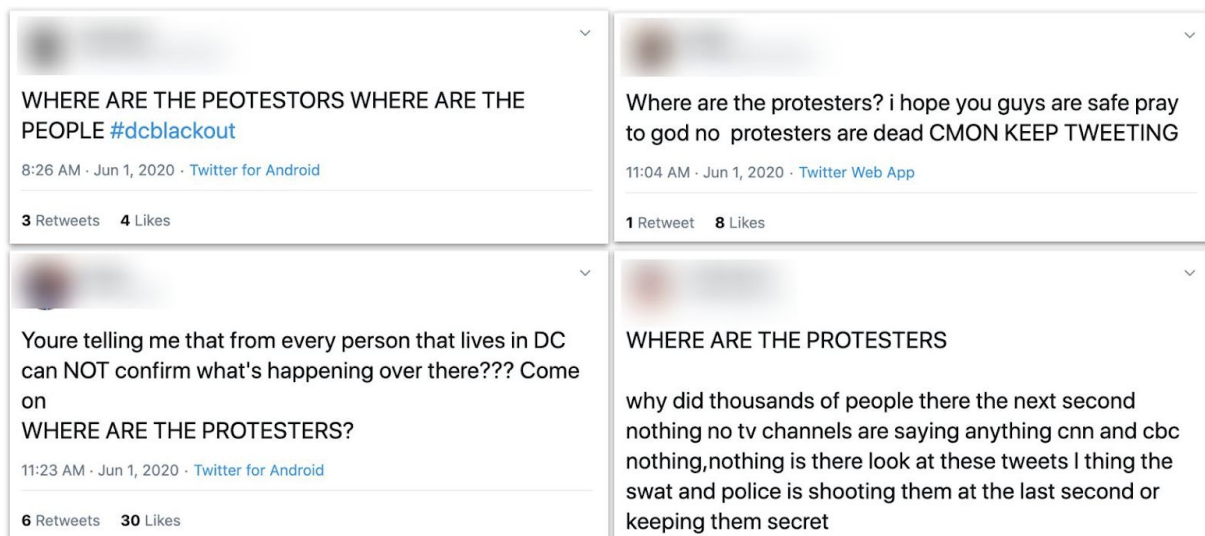 WHERE ARE THE PEOTESTORS WHERE ARE THE
PEOPLE #dcblackout
8:26 AM · Jun 1, 2020 · Twitter for Android
3 Retweets 4 Likes
Where are the protesters? i hope you guys are safe pray
to god no protesters are dead CMON KEEP TWEETING
11:04 AM · Jun 1, 2020 · Twitter Web App
1 Retweet 8 Likes
Youre telling me that from every person that lives in DC
can NOT confirm what's happening over there??? Come
on
WHERE ARE THE PROTESTERS?
11:23 AM · Jun 1, 2020 · Twitter for Android
6 Retweets 30 Likes
WHERE ARE THE PROTESTERS
why did thousands of people there the next second
nothing no tv channels are saying anything cnn and cbc
nothing,nothing is there look at these tweets I thing the
swat and police is shooting them at the last second or
keeping them secret